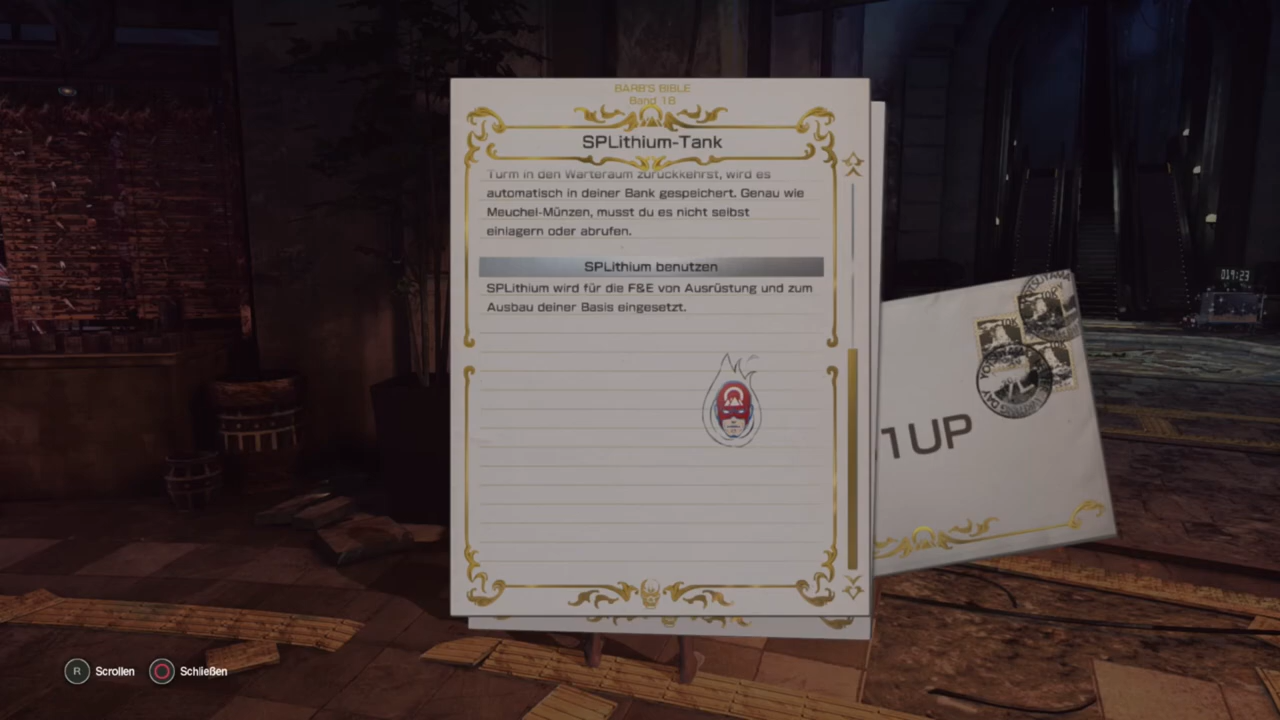 BARB'S BIBLE
Band 18
SPLithium-Tank
Turm in den Warteraum zurückkehrst, wird es
automatisch in deiner Bank gespeichert. Genau wie
Meuchel-Münzen, musst du es nicht selbst
einlagern oder abrufen.
SPLithium benutzen
SPLithium wird für die F&E von Ausrüstung und zum
Ausbau deiner Basis eingesetzt.
1UP
R Scrollen
Schließen